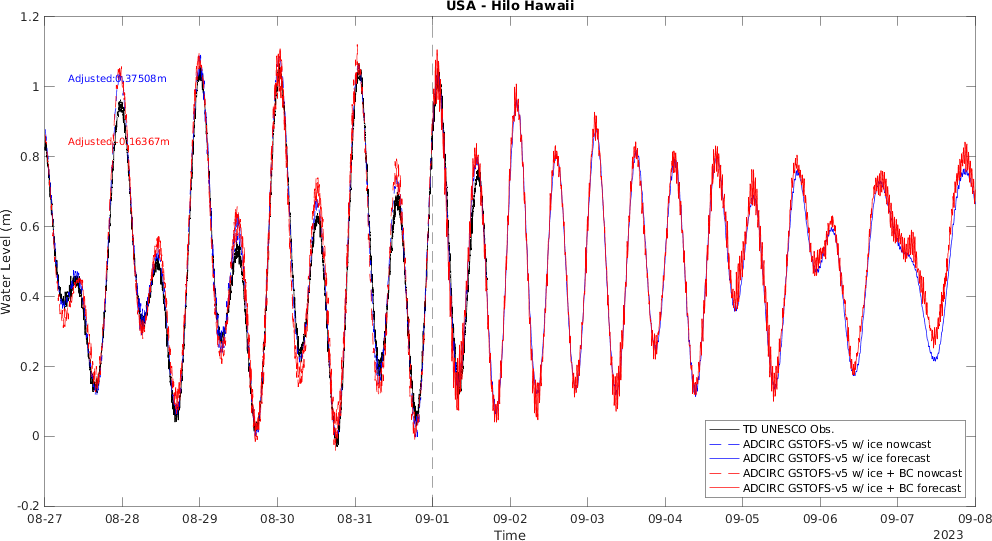 USA - Hilo Hawaii
1.2
1
0.8
0.6
0.4
0.2
0
-0.2
Water Level (m)
Adjusted:0.37508m
Adjusted:-0.16367m
TD UNESCO Obs.
ADCIRC GSTOFS-v5 w/ ice nowcast
ADCIRC GSTOFS-v5 w/ ice forecast
ADCIRC GSTOFS-v5 w/ ice + BC nowcast
ADCIRC GSTOFS-v5 w/ ice + BC forecast
08-27 08-28 08-29 08-30 08-31 09-01 09-02 09-03 09-04 09-05 09-06 09-07 09-08
Time
2023